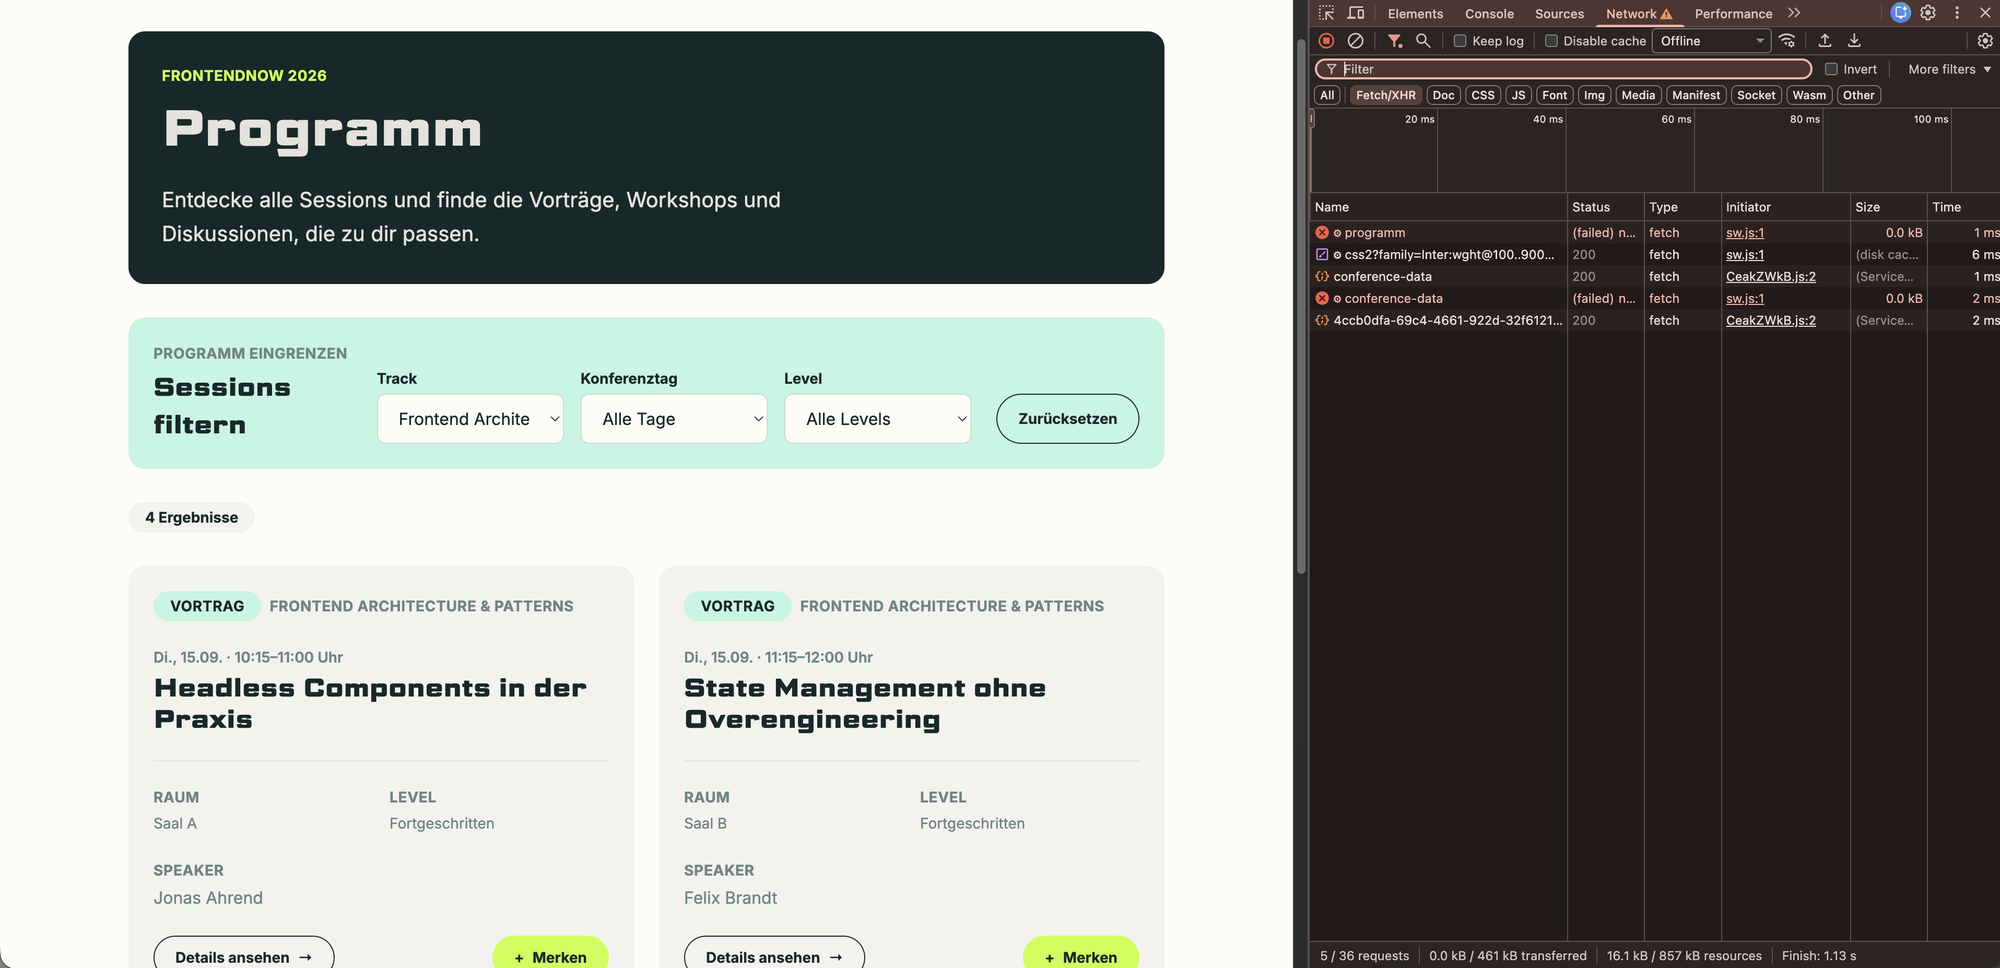 FRONTENDNOW 2026
Programm
Entdecke alle Sessions und finde die Vorträge, Workshops und
Diskussionen, die zu dir passen.
PROGRAMM EINGRENZEN
Sessions
filtern
Track
Frontend Archite
Konferenztag
Alle Tage
Level
Alle Levels
Zurücksetzen
4 Ergebnisse
VORTRAG FRONTEND ARCHITECTURE & PATTERNS
Di., 15.09. · 10:15–11:00 Uhr
Headless Components in der
Praxis
RAUM LEVEL
Saal A Fortgeschritten
SPEAKER
Jonas Ahrend
Details ansehen → + Merken
VORTRAG FRONTEND ARCHITECTURE & PATTERNS
Di., 15.09. · 11:15–12:00 Uhr
State Management ohne
Overengineering
RAUM LEVEL
Saal B Fortgeschritten
SPEAKER
Felix Brandt
Details ansehen → + Merken
Elements Console Sources Network Performance
Keep log Disable cache Offline
Filter Invert More filters
All Fetch/XHR Doc CSS JS Font Img Media Manifest Socket Wasm Other
20 ms 40 ms 60 ms 80 ms 100 ms
Name Status Type Initiator Size Time
programm (failed) n... fetch sw.js:1 0.0 kB 1 ms
css2?family=Inter:wght@100..900... 200 fetch sw.js:1 (disk cac... 6 ms
conference-data 200 fetch CeakZWkB.js:2 (Service... 1 ms
conference-data (failed) n... fetch sw.js:1 0.0 kB 2 ms
4ccb0dfa-69c4-4661-922d-32f6121... 200 fetch CeakZWkB.js:2 (Service... 2 ms
5 / 36 requests 0.0 kB / 461 kB transferred 16.1 kB / 857 kB resources Finish: 1.13 s